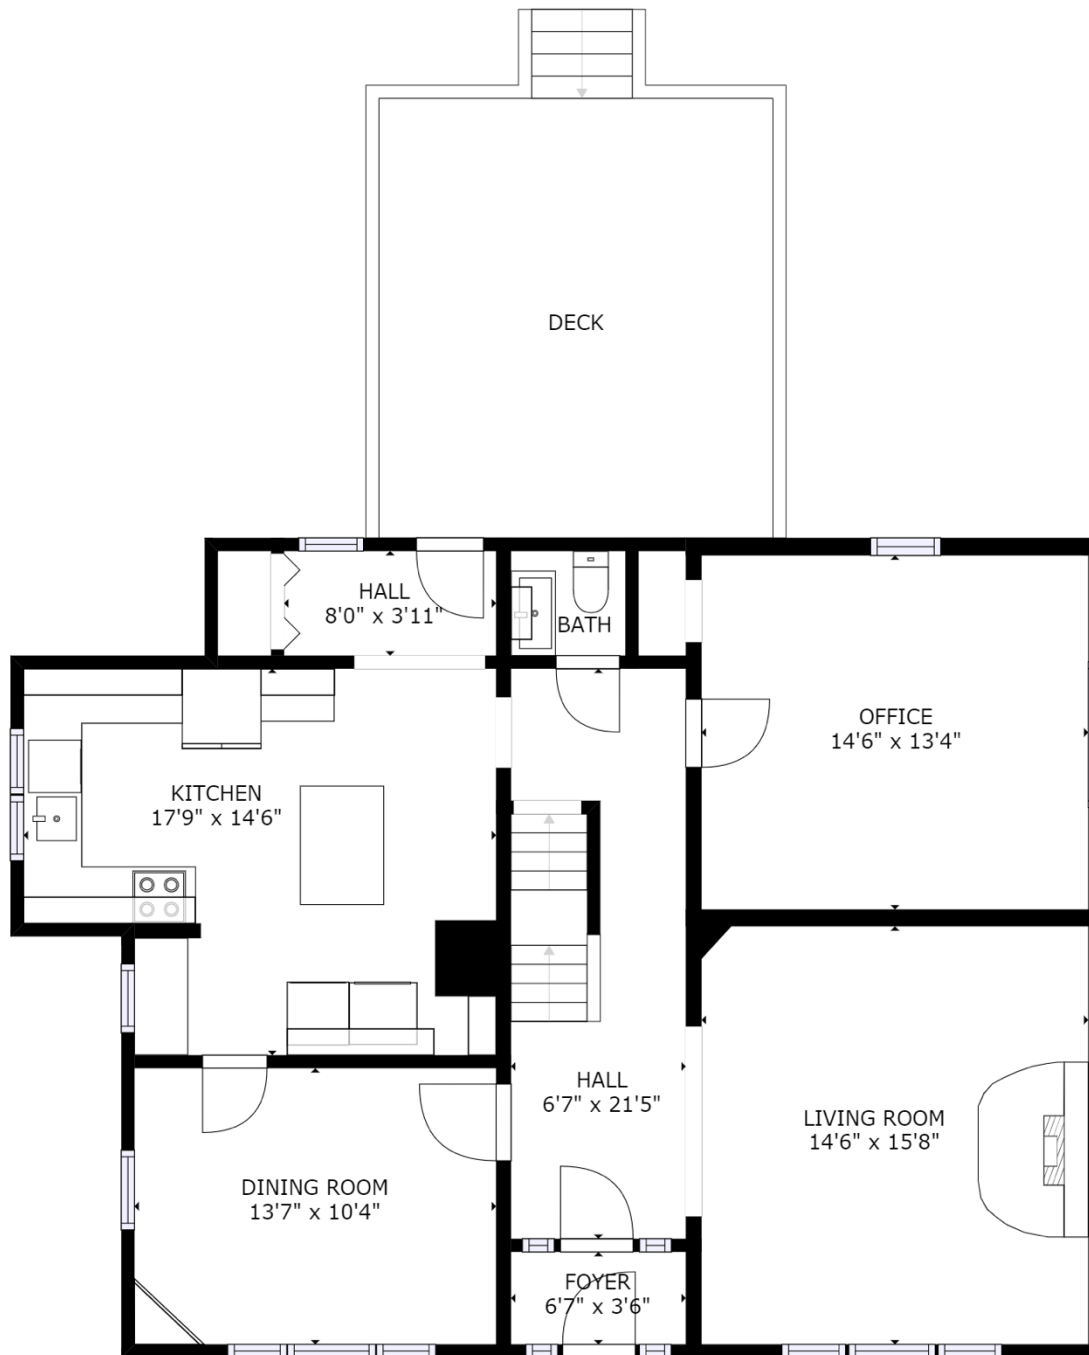 DECK
HALL
8'0" x 3'11"
BATH
OFFICE
14'6" x 13'4"
KITCHEN
17'9" x 14'6"
HALL
6'7" x 21'5"
LIVING ROOM
14'6" x 15'8"
DINING ROOM
13'7" x 10'4"
FOYER
6'7" x 3'6"